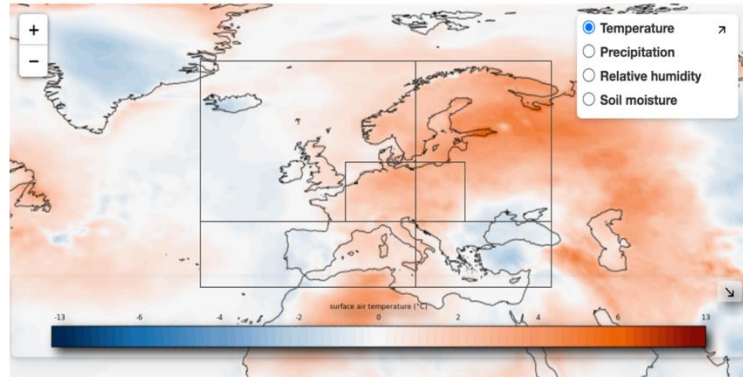 +
−
Temperature
Precipitation
Relative humidity
Soil moisture
surface air temperature (°C)
-13 -6 -4 -2 0 2 4 6 13